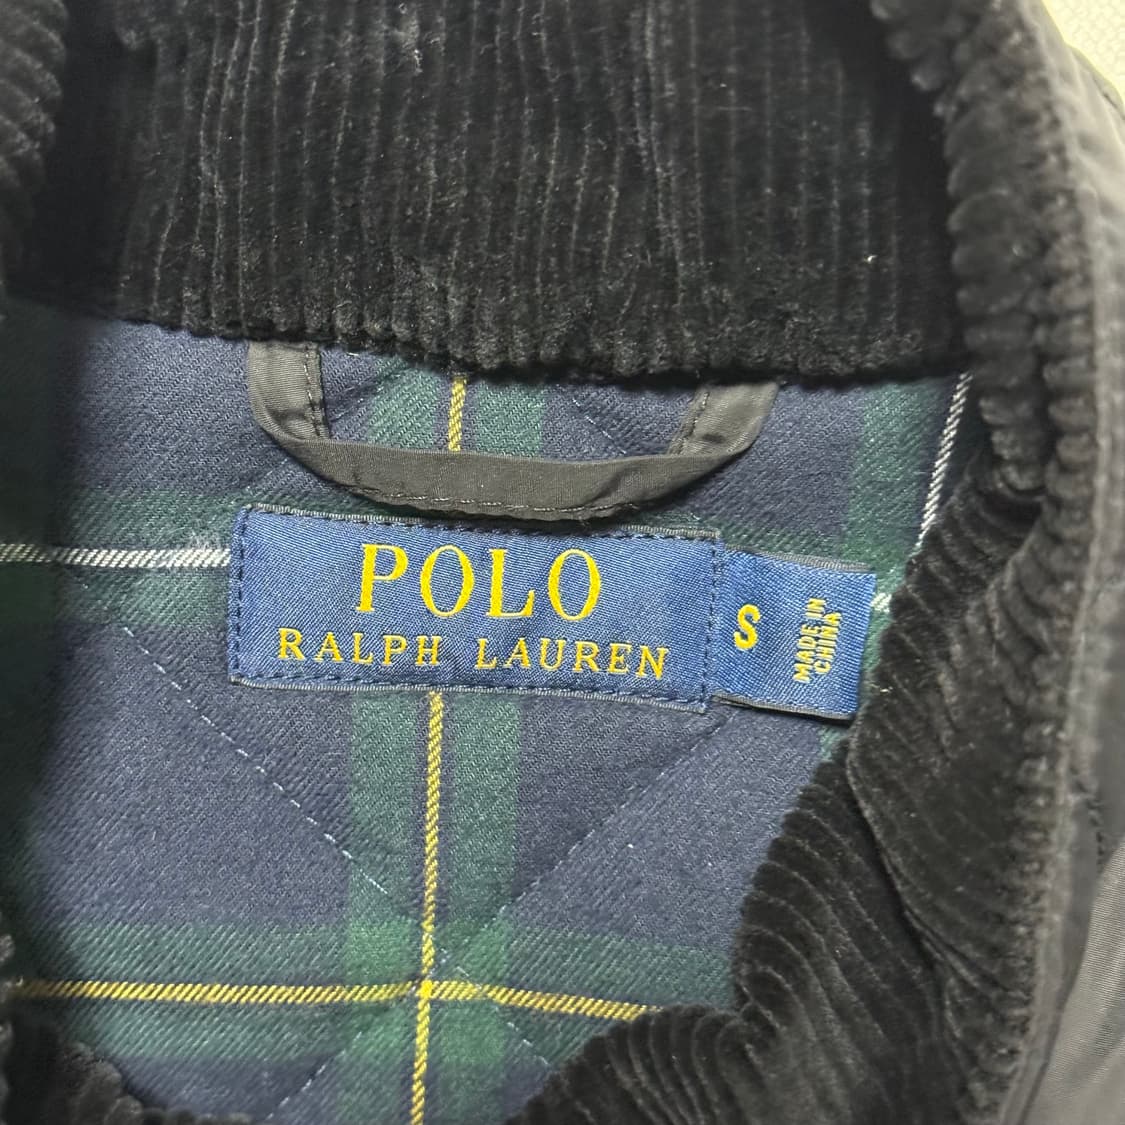 POLO
RALPH LAUREN
S
MADE IN
CHINA